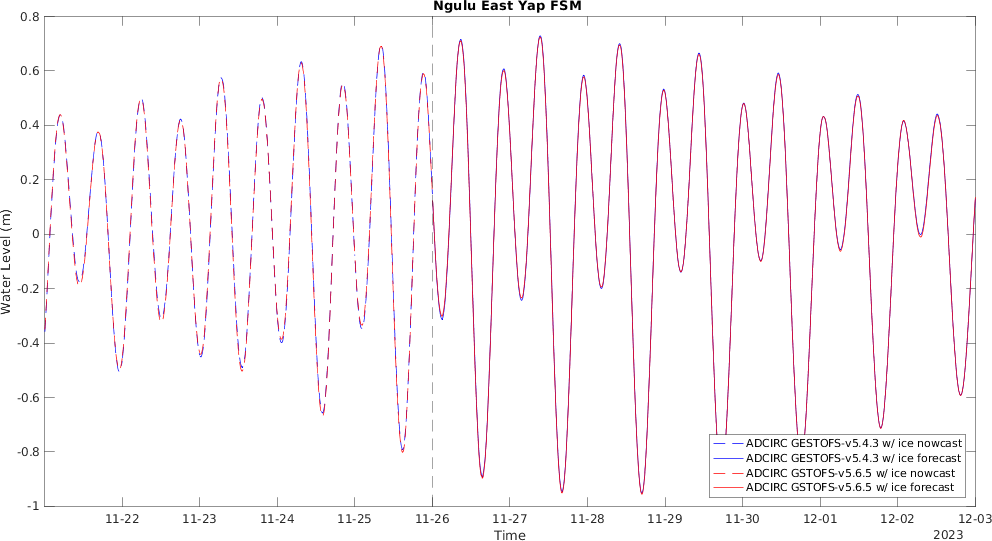 Ngulu East Yap FSM
0.8
0.6
0.4
0.2
0
-0.2
-0.4
-0.6
-0.8
-1
Water Level (m)
ADCIRC GESTOFS-v5.4.3 w/ ice nowcast
ADCIRC GESTOFS-v5.4.3 w/ ice forecast
ADCIRC GSTOFS-v5.6.5 w/ ice nowcast
ADCIRC GSTOFS-v5.6.5 w/ ice forecast
11-22 11-23 11-24 11-25 11-26 11-27 11-28 11-29 11-30 12-01 12-02 12-03
Time
2023